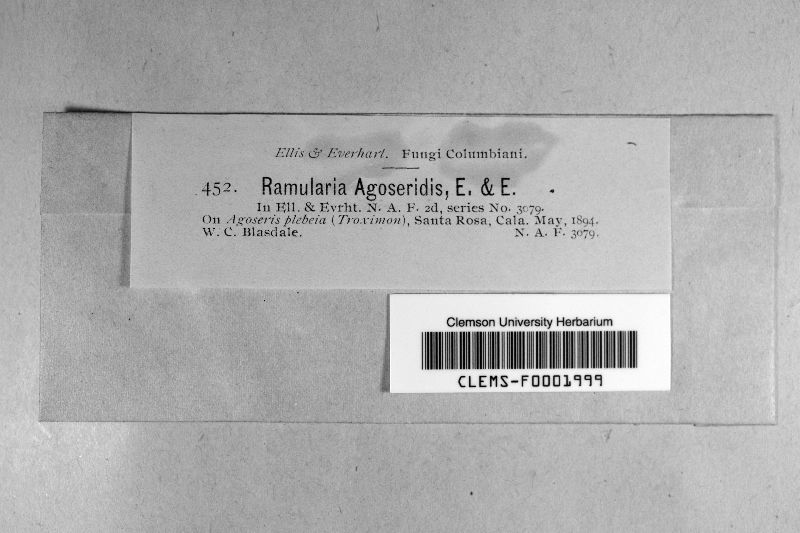 Ellis & Everhart. Fungi Columbiani.
452. Ramularia Agoseridis, E. & E.
In Ell. & Evrht. N. A. F. 2d, series No. 3079.
On Agoseris plebeia (Troximon), Santa Rosa, Cala. May, 1894.
W. C. Blasdale. N. A. F. 3079.
Clemson University Herbarium
CLEMS-F0001999